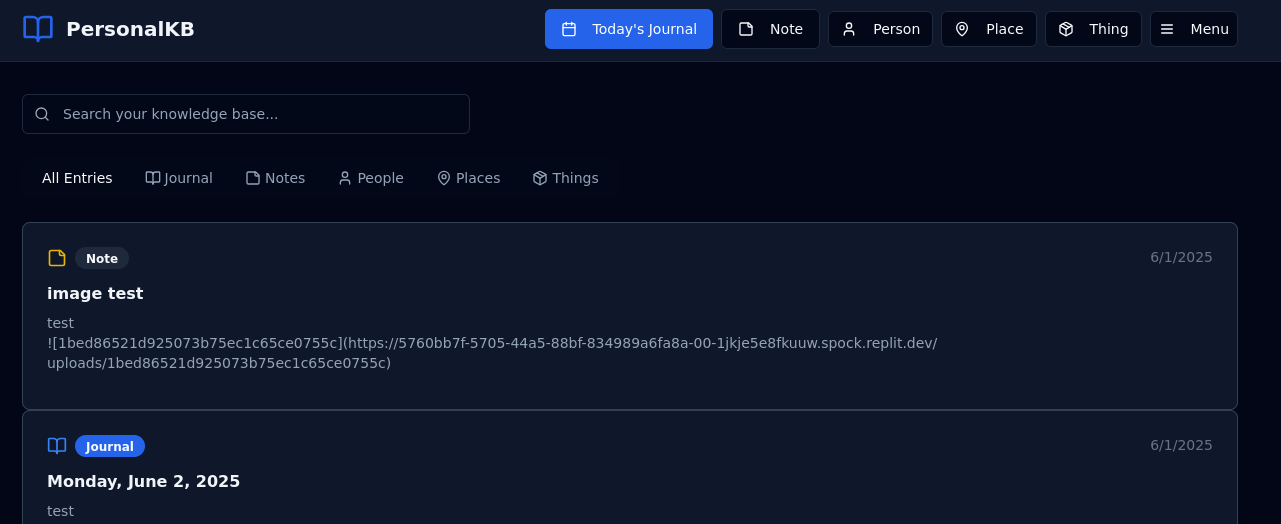 PersonalKB
Today's Journal
Note
Person
Place
Thing
Menu
Search your knowledge base...
All Entries
Journal
Notes
People
Places
Things
Note
6/1/2025
image test
test
![1bed86521d925073b75ec1c65ce0755c](https://5760bb7f-5705-44a5-88bf-834989a6fa8a-00-1jkje5e8fkuuw.spock.replit.dev/
uploads/1bed86521d925073b75ec1c65ce0755c)
Journal
6/1/2025
Monday, June 2, 2025
test